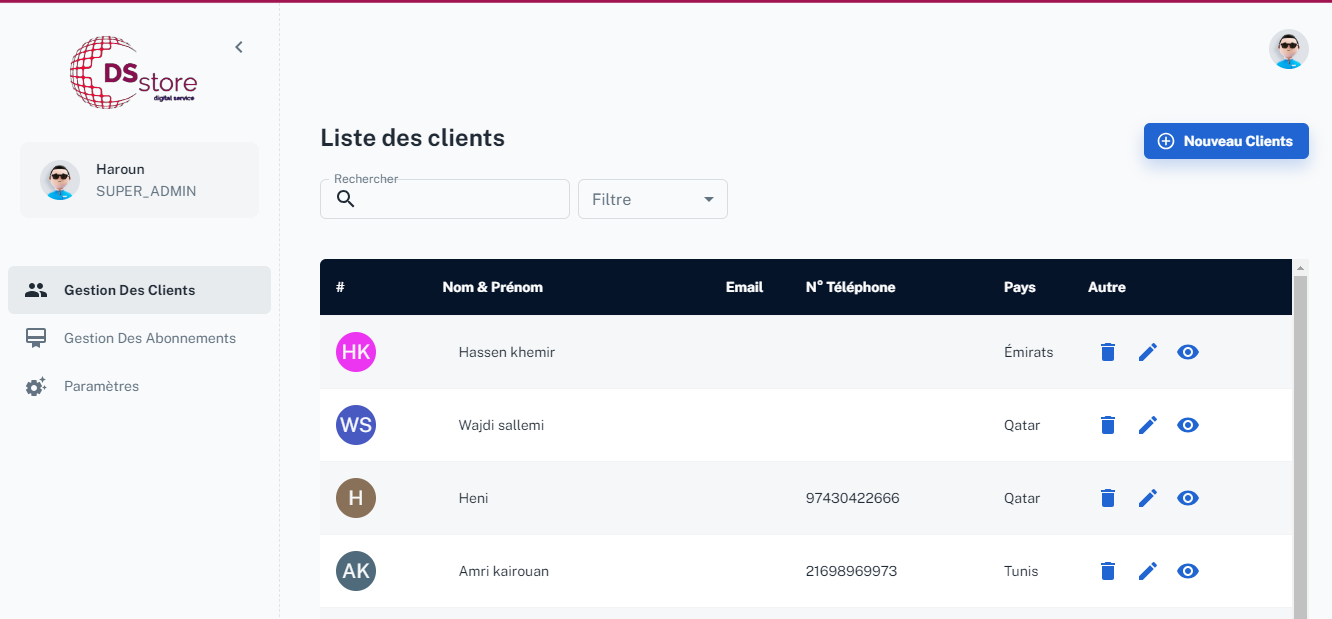 DSstore
digital service
Haroun
SUPER_ADMIN
Gestion Des Clients
Gestion Des Abonnements
Paramètres
Liste des clients
Nouveau Clients
Rechercher
Filtre
# Nom & Prénom Email N° Téléphone Pays Autre
HK Hassen khemir Émirats
WS Wajdi sallemi Qatar
H Heni 97430422666 Qatar
AK Amri kairouan 21698969973 Tunis